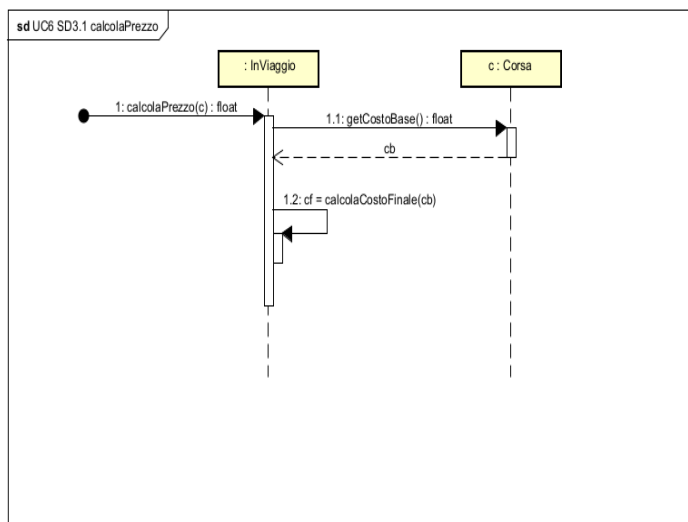 sd UC6 SD3.1 calcolaPrezzo
: InViaggio
c : Corsa
1: calcolaPrezzo(c) : float
1.1: getCostoBase() : float
cb
1.2: cf = calcolaCostoFinale(cb)